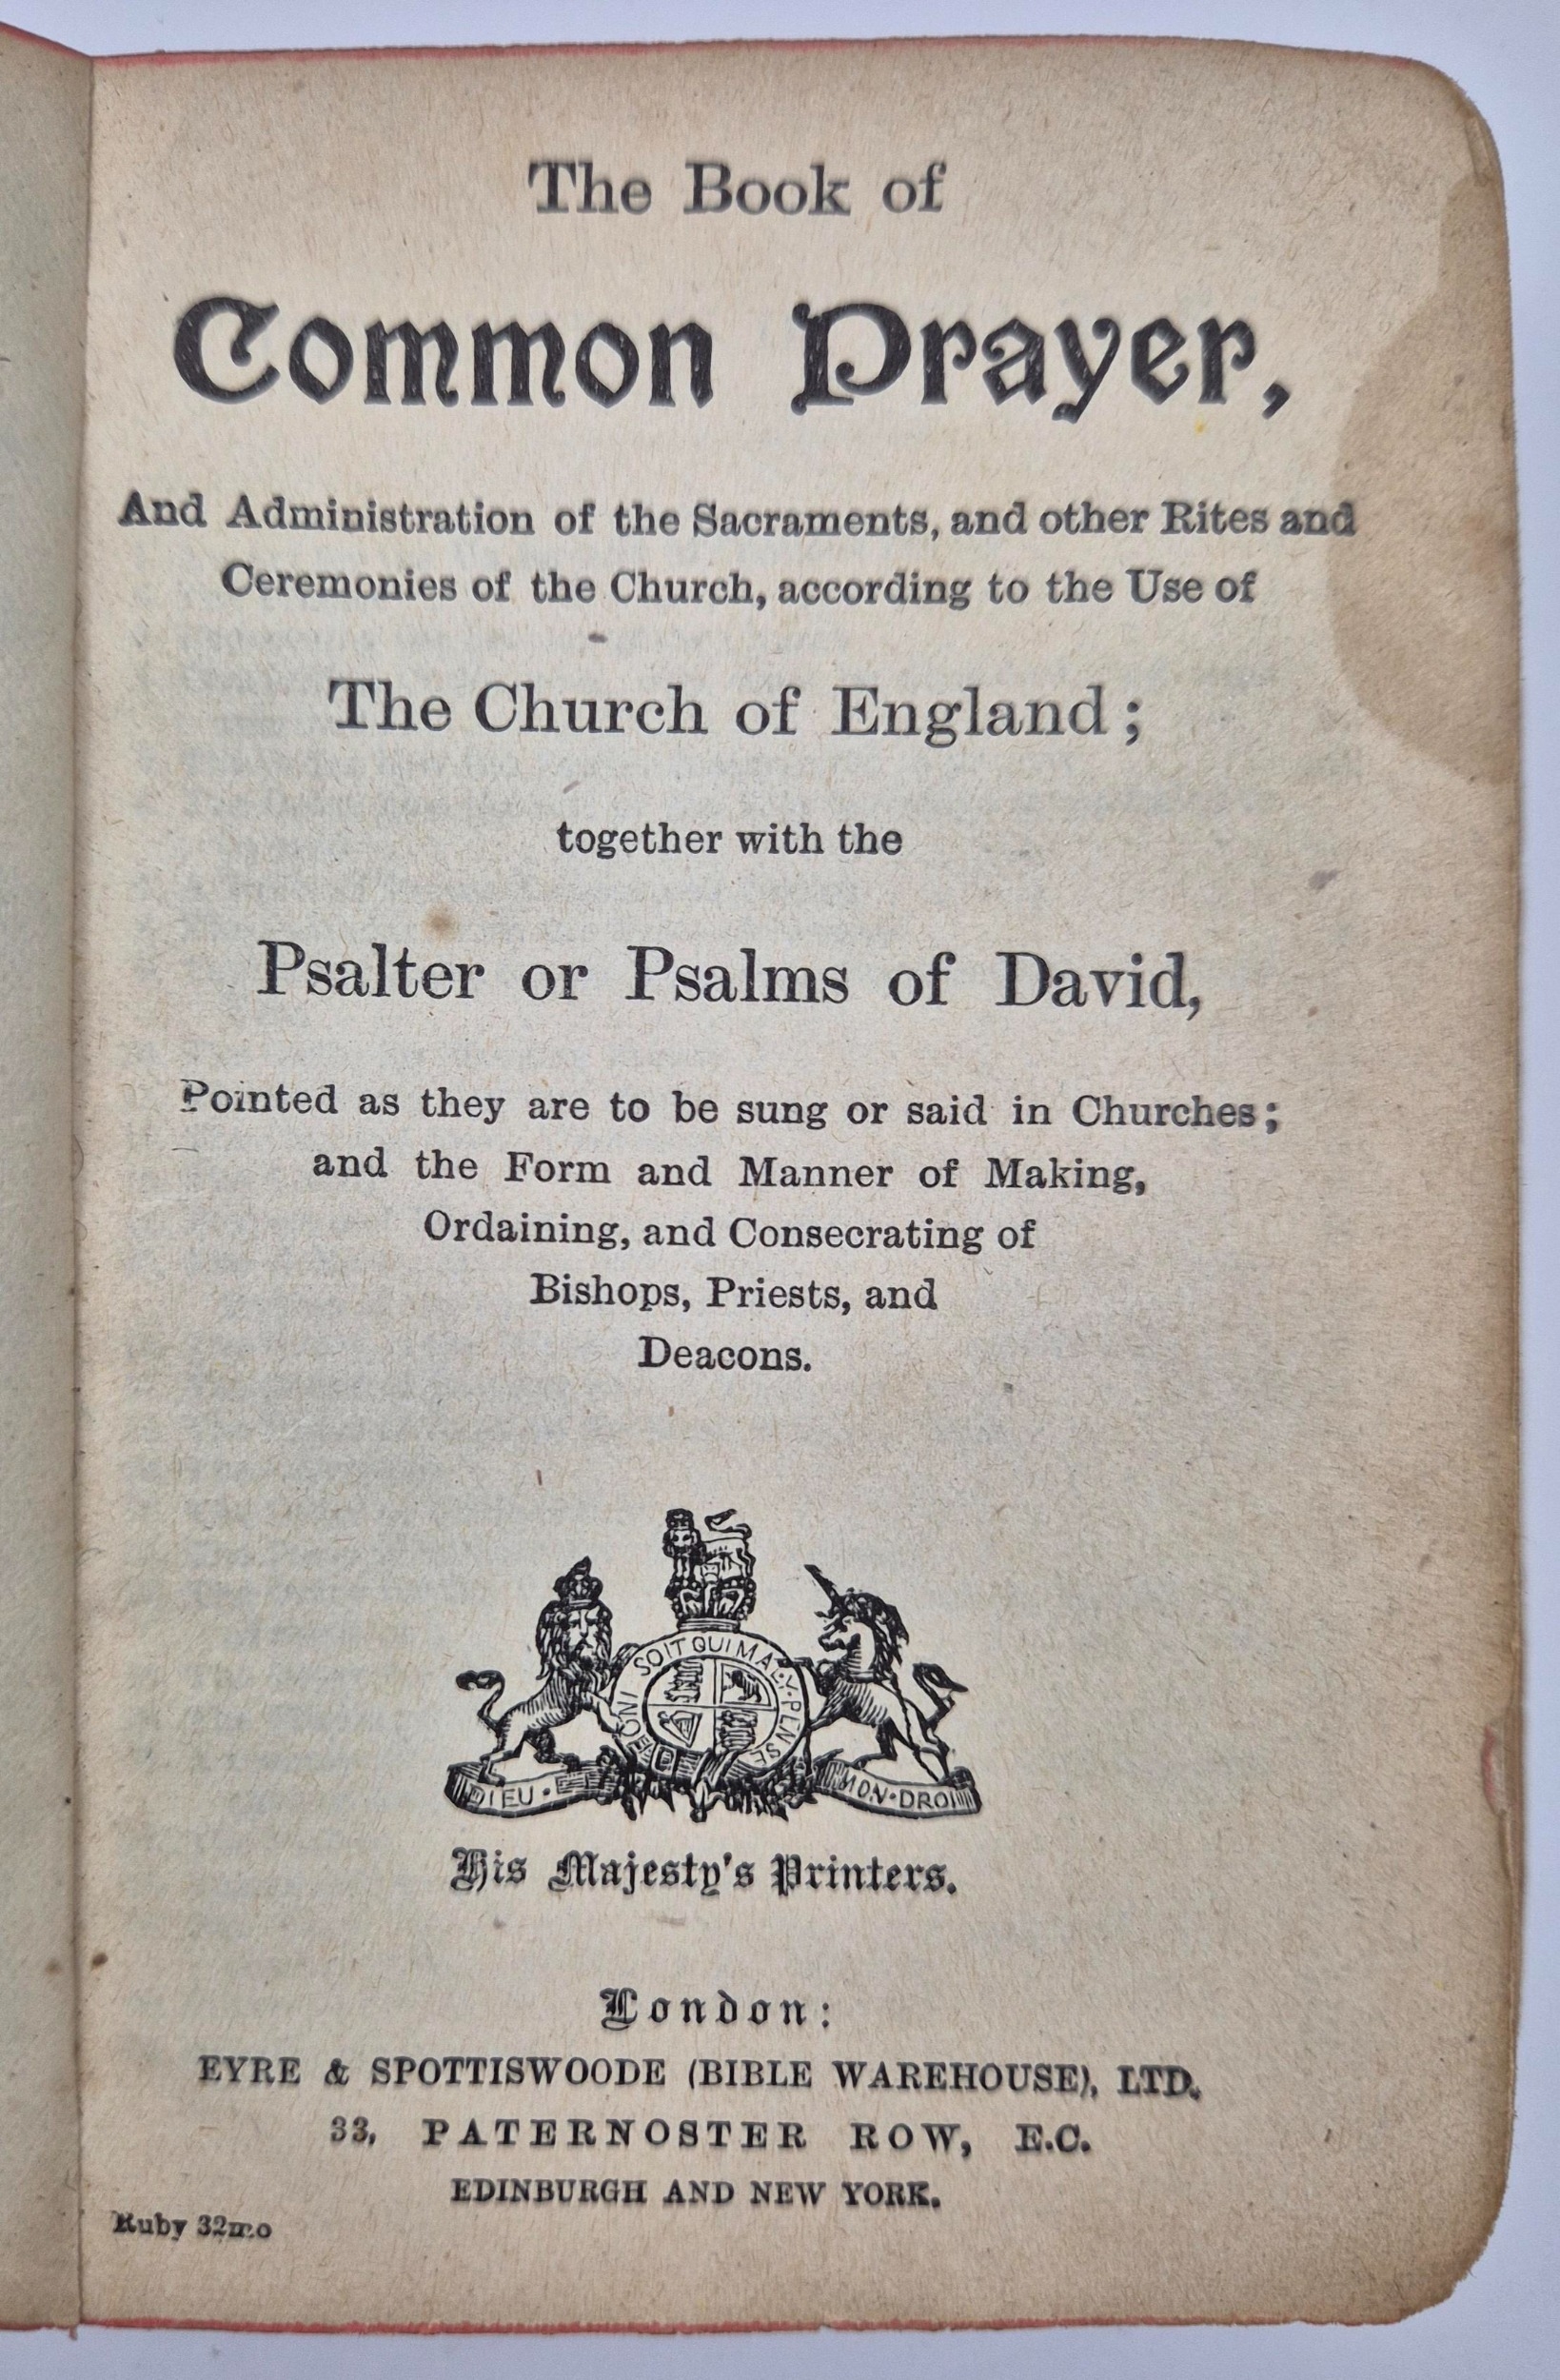 The Book of
Common Prayer,
And Administration of the Sacraments, and other Rites and
Ceremonies of the Church, according to the Use of
The Church of England;
together with the
Psalter or Psalms of David,
Pointed as they are to be sung or said in Churches;
and the Form and Manner of Making,
Ordaining, and Consecrating of
Bishops, Priests, and
Deacons.
SOIT QUI MAL Y PENSE
DIEU · ET MON · DROI
His Majesty's Printers.
London:
EYRE & SPOTTISWOODE (BIBLE WAREHOUSE), LTD.
33, PATERNOSTER ROW, E.C.
EDINBURGH AND NEW YORK.
Ruby 32mo